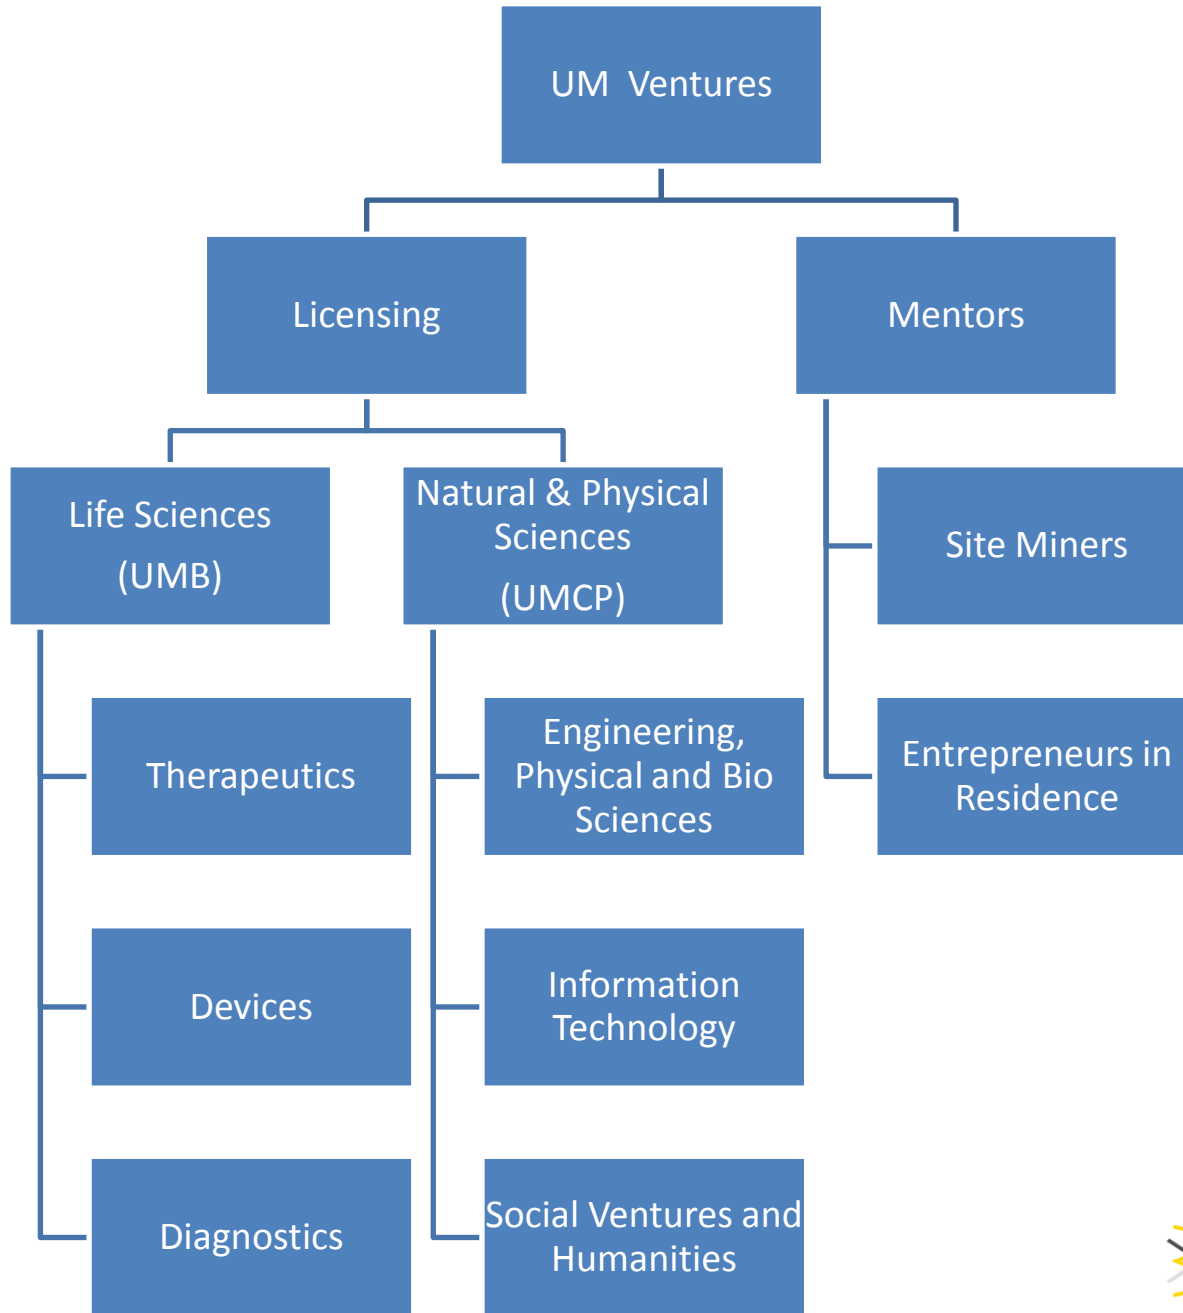 UM Ventures
Licensing
Mentors
Life Sciences
(UMB)
Natural & Physical
Sciences
(UMCP)
Site Miners
Therapeutics
Engineering,
Physical and Bio
Sciences
Entrepreneurs in
Residence
Devices
Information
Technology
Diagnostics
Social Ventures and
Humanities